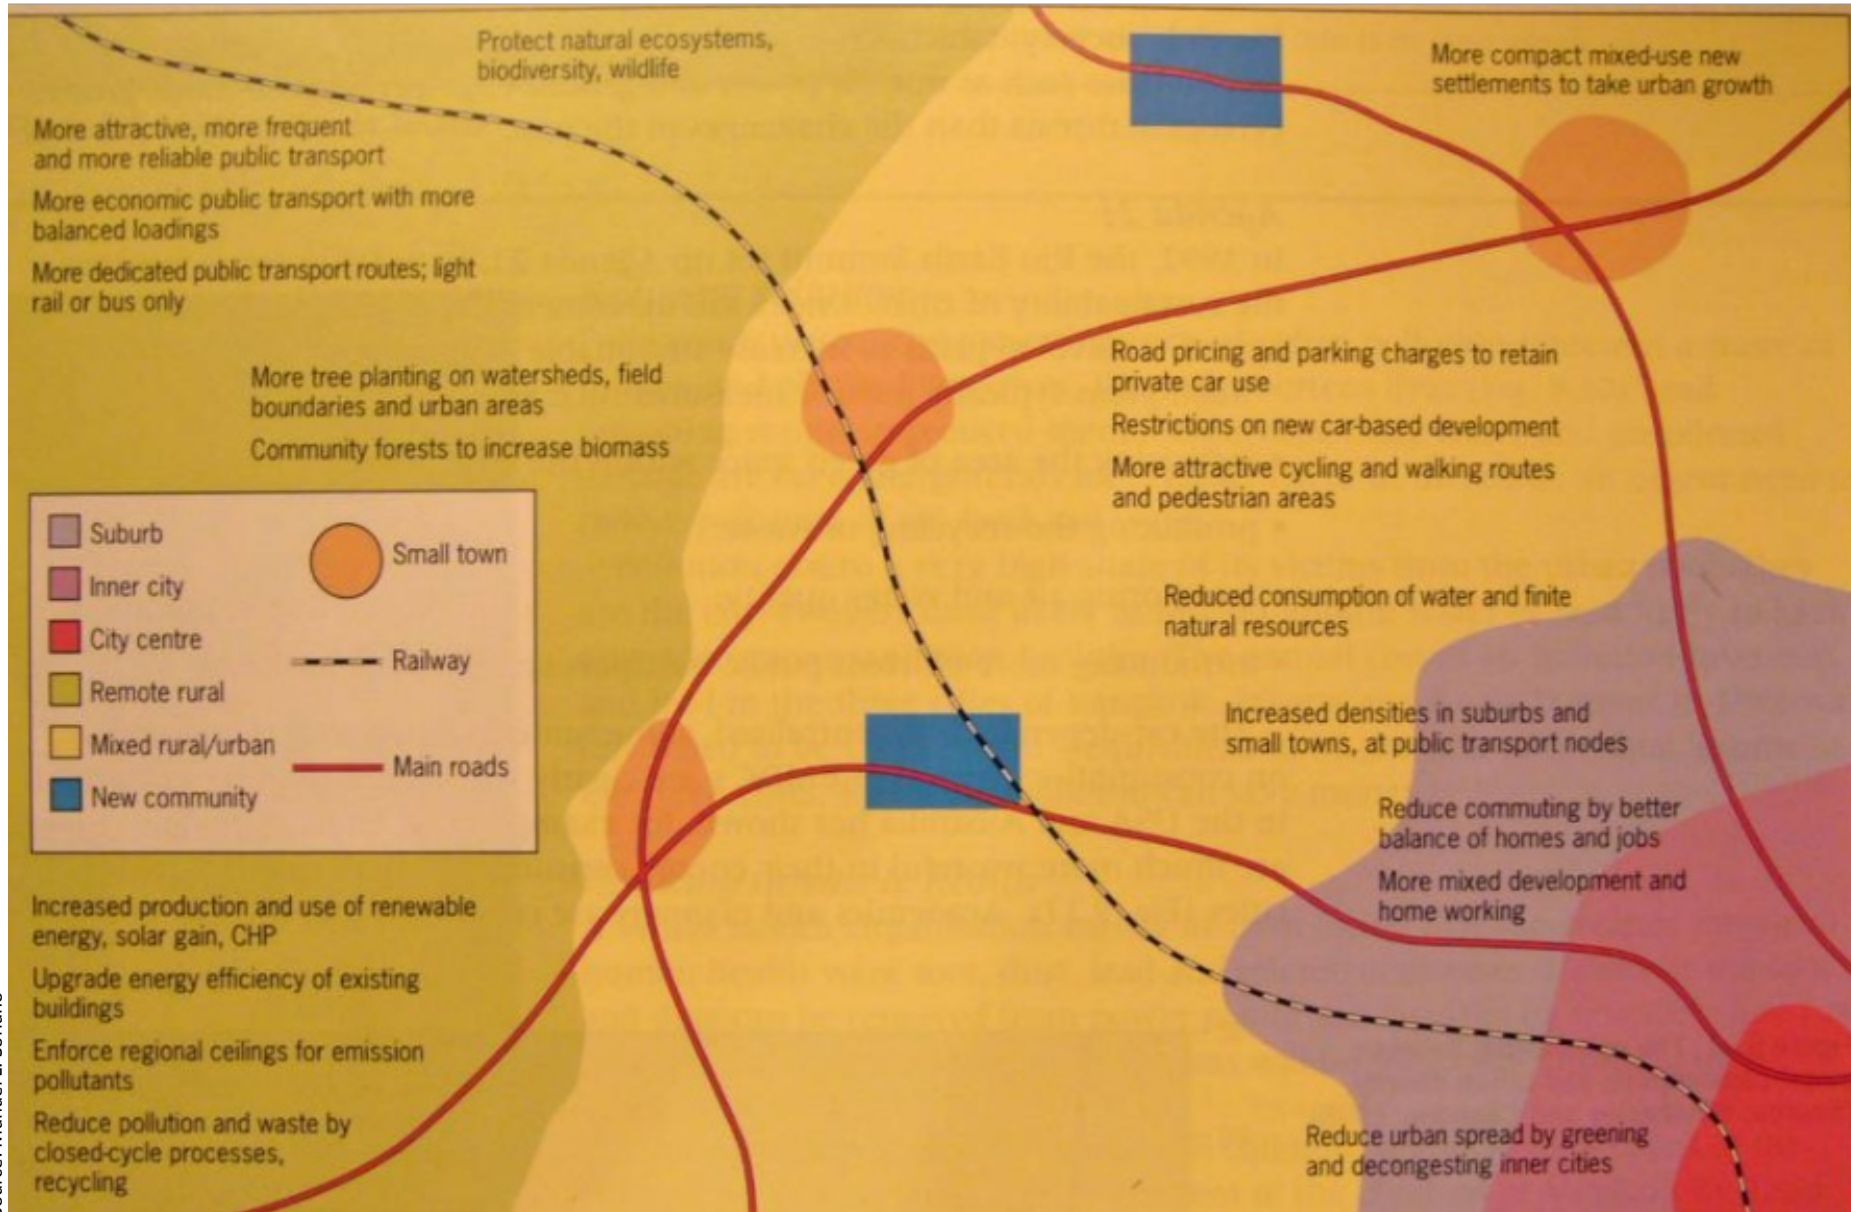 Protect natural ecosystems,
biodiversity, wildlife
More compact mixed-use new
settlements to take urban growth
More attractive, more frequent
and more reliable public transport
More economic public transport with more
balanced loadings
More dedicated public transport routes; light
rail or bus only
More tree planting on watersheds, field
boundaries and urban areas
Community forests to increase biomass
Road pricing and parking charges to retain
private car use
Restrictions on new car-based development
More attractive cycling and walking routes
and pedestrian areas
Suburb
Inner city
City centre
Remote rural
Mixed rural/urban
New community
Small town
Railway
Main roads
Reduced consumption of water and finite
natural resources
Increased densities in suburbs and
small towns, at public transport nodes
Reduce commuting by better
balance of homes and jobs
More mixed development and
home working
Increased production and use of renewable
energy, solar gain, CHP
Upgrade energy efficiency of existing
buildings
Enforce regional ceilings for emission
pollutants
Reduce pollution and waste by
closed-cycle processes,
recycling
Reduce urban spread by greening
and decongesting inner cities